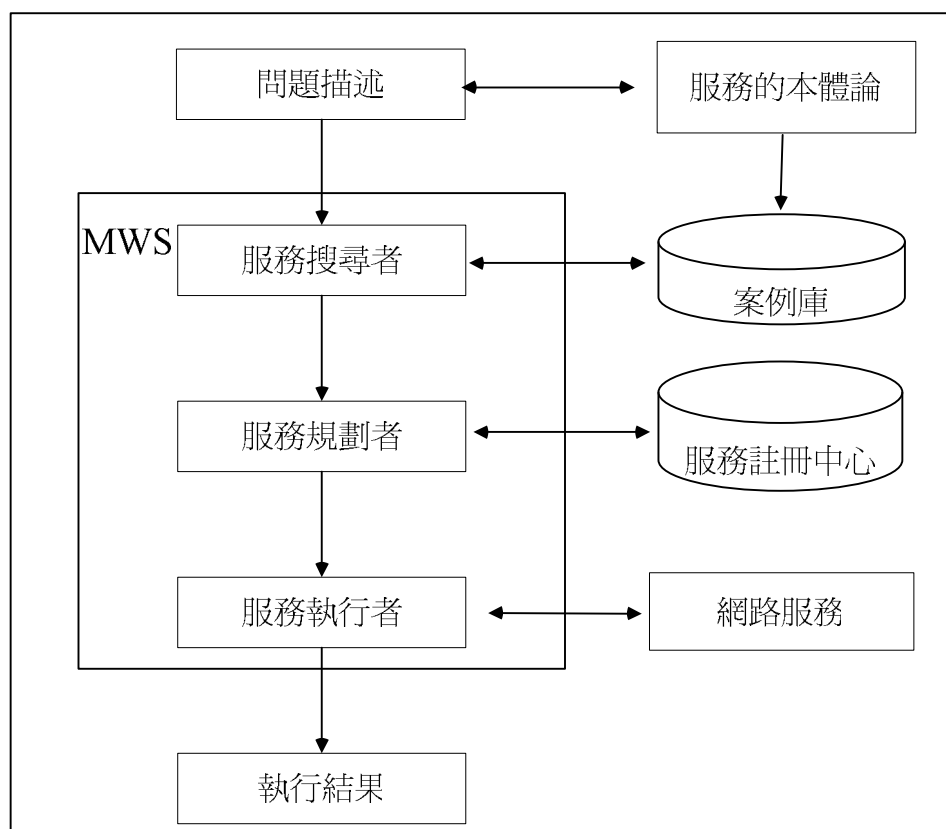 問題描述
服務的本體論
MWS
服務搜尋者
案例庫
服務規劃者
服務註冊中心
服務執行者
網路服務
執行結果